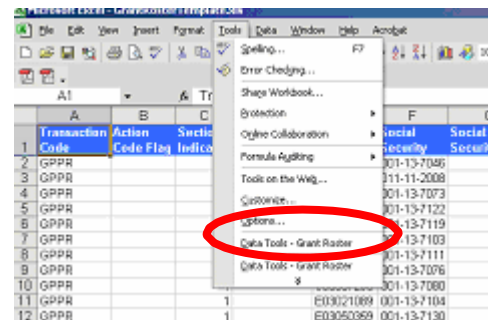 Microsoft Excel - GrantRosterTemplate.xls
File Edit View Insert Format Tools Data Window Help Acrobat
Spelling... F7
Error Checking...
Share Workbook...
Protection
Online Collaboration
Formula Auditing
Tools on the Web...
Customize...
Options...
Data Tools - Grant Roster
Data Tools - Grant Roster
A1
A B C F
1 Transaction Code Action Code Flag Section Indica Social Security Social Securi
2 GPPR 001-13-7046
3 GPPR 011-11-2008
4 GPPR 001-13-7073
5 GPPR 001-13-7122
6 GPPR 001-13-7119
7 GPPR 001-13-7103
8 GPPR 001-13-7111
9 GPPR 001-13-7076
10 GPPR 001-13-7080
11 GPPR 1 E03021089 001-13-7104
12 GPPR 1 E03050369 001-13-7130